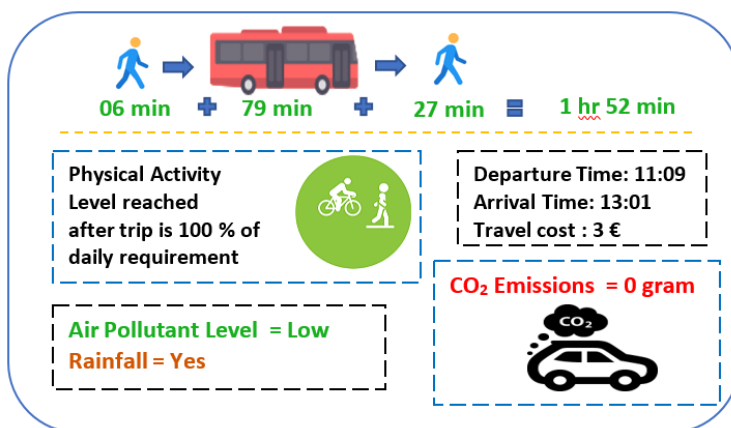 06 min + 79 min + 27 min = 1 hr 52 min
Physical Activity
Level reached
after trip is 100 % of
daily requirement
Departure Time: 11:09
Arrival Time: 13:01
Travel cost : 3 €
CO₂ Emissions = 0 gram
CO₂
Air Pollutant Level = Low
Rainfall = Yes